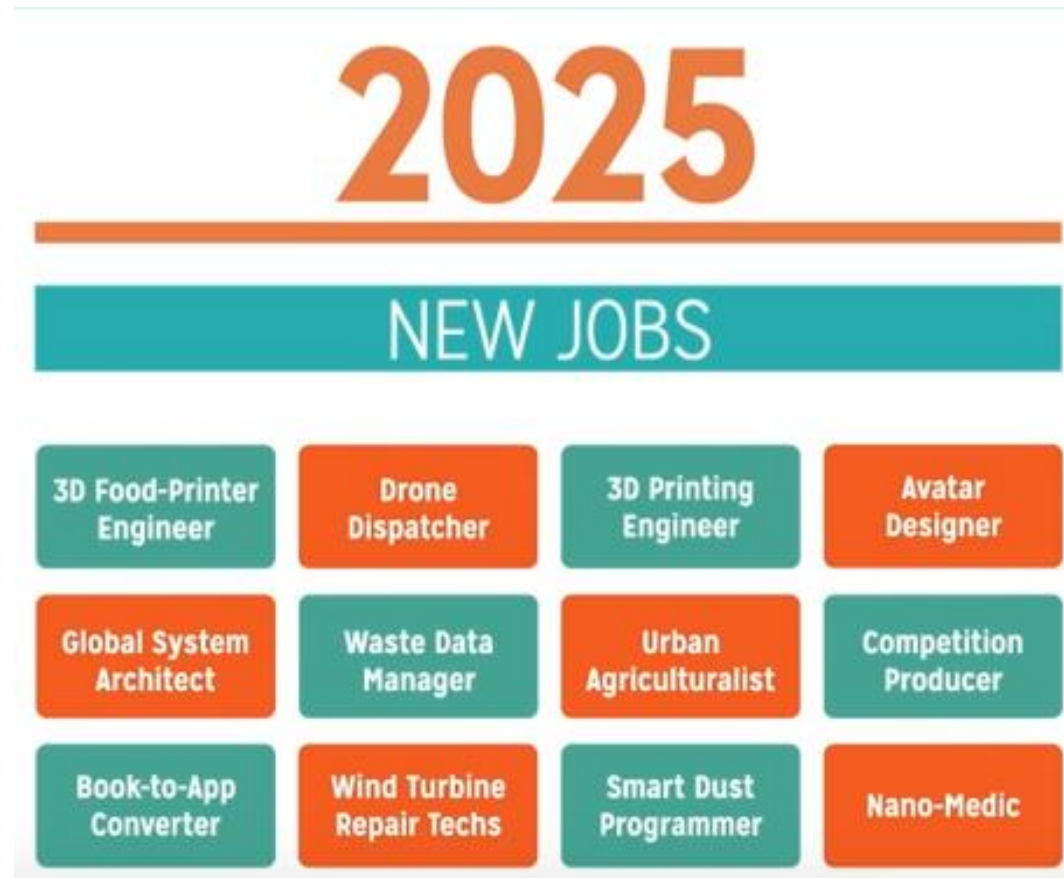 2025
NEW JOBS
3D Food-Printer
Engineer
Drone
Dispatcher
3D Printing
Engineer
Avatar
Designer
Global System
Architect
Waste Data
Manager
Urban
Agriculturalist
Competition
Producer
Book-to-App
Converter
Wind Turbine
Repair Techs
Smart Dust
Programmer
Nano-Medic